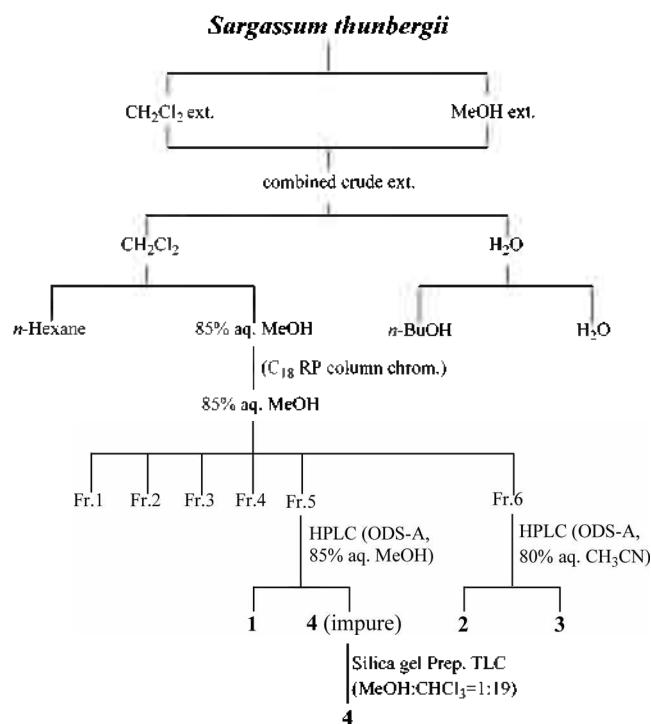 Sargassum thunbergii
CH₂Cl₂ ext. MeOH ext.
combined crude ext.
CH₂Cl₂ H₂O
n-Hexane 85% aq. MeOH n-BuOH H₂O
(C₁₈ RP column chrom.)
85% aq. MeOH
Fr.1 Fr.2 Fr.3 Fr.4 Fr.5 Fr.6
HPLC (ODS-A, HPLC (ODS-A,
85% aq. MeOH) 80% aq. CH₃CN)
1 4 (impure) 2 3
Silica gel Prep. TLC
(MeOH:CHCl₃=1:19)
4